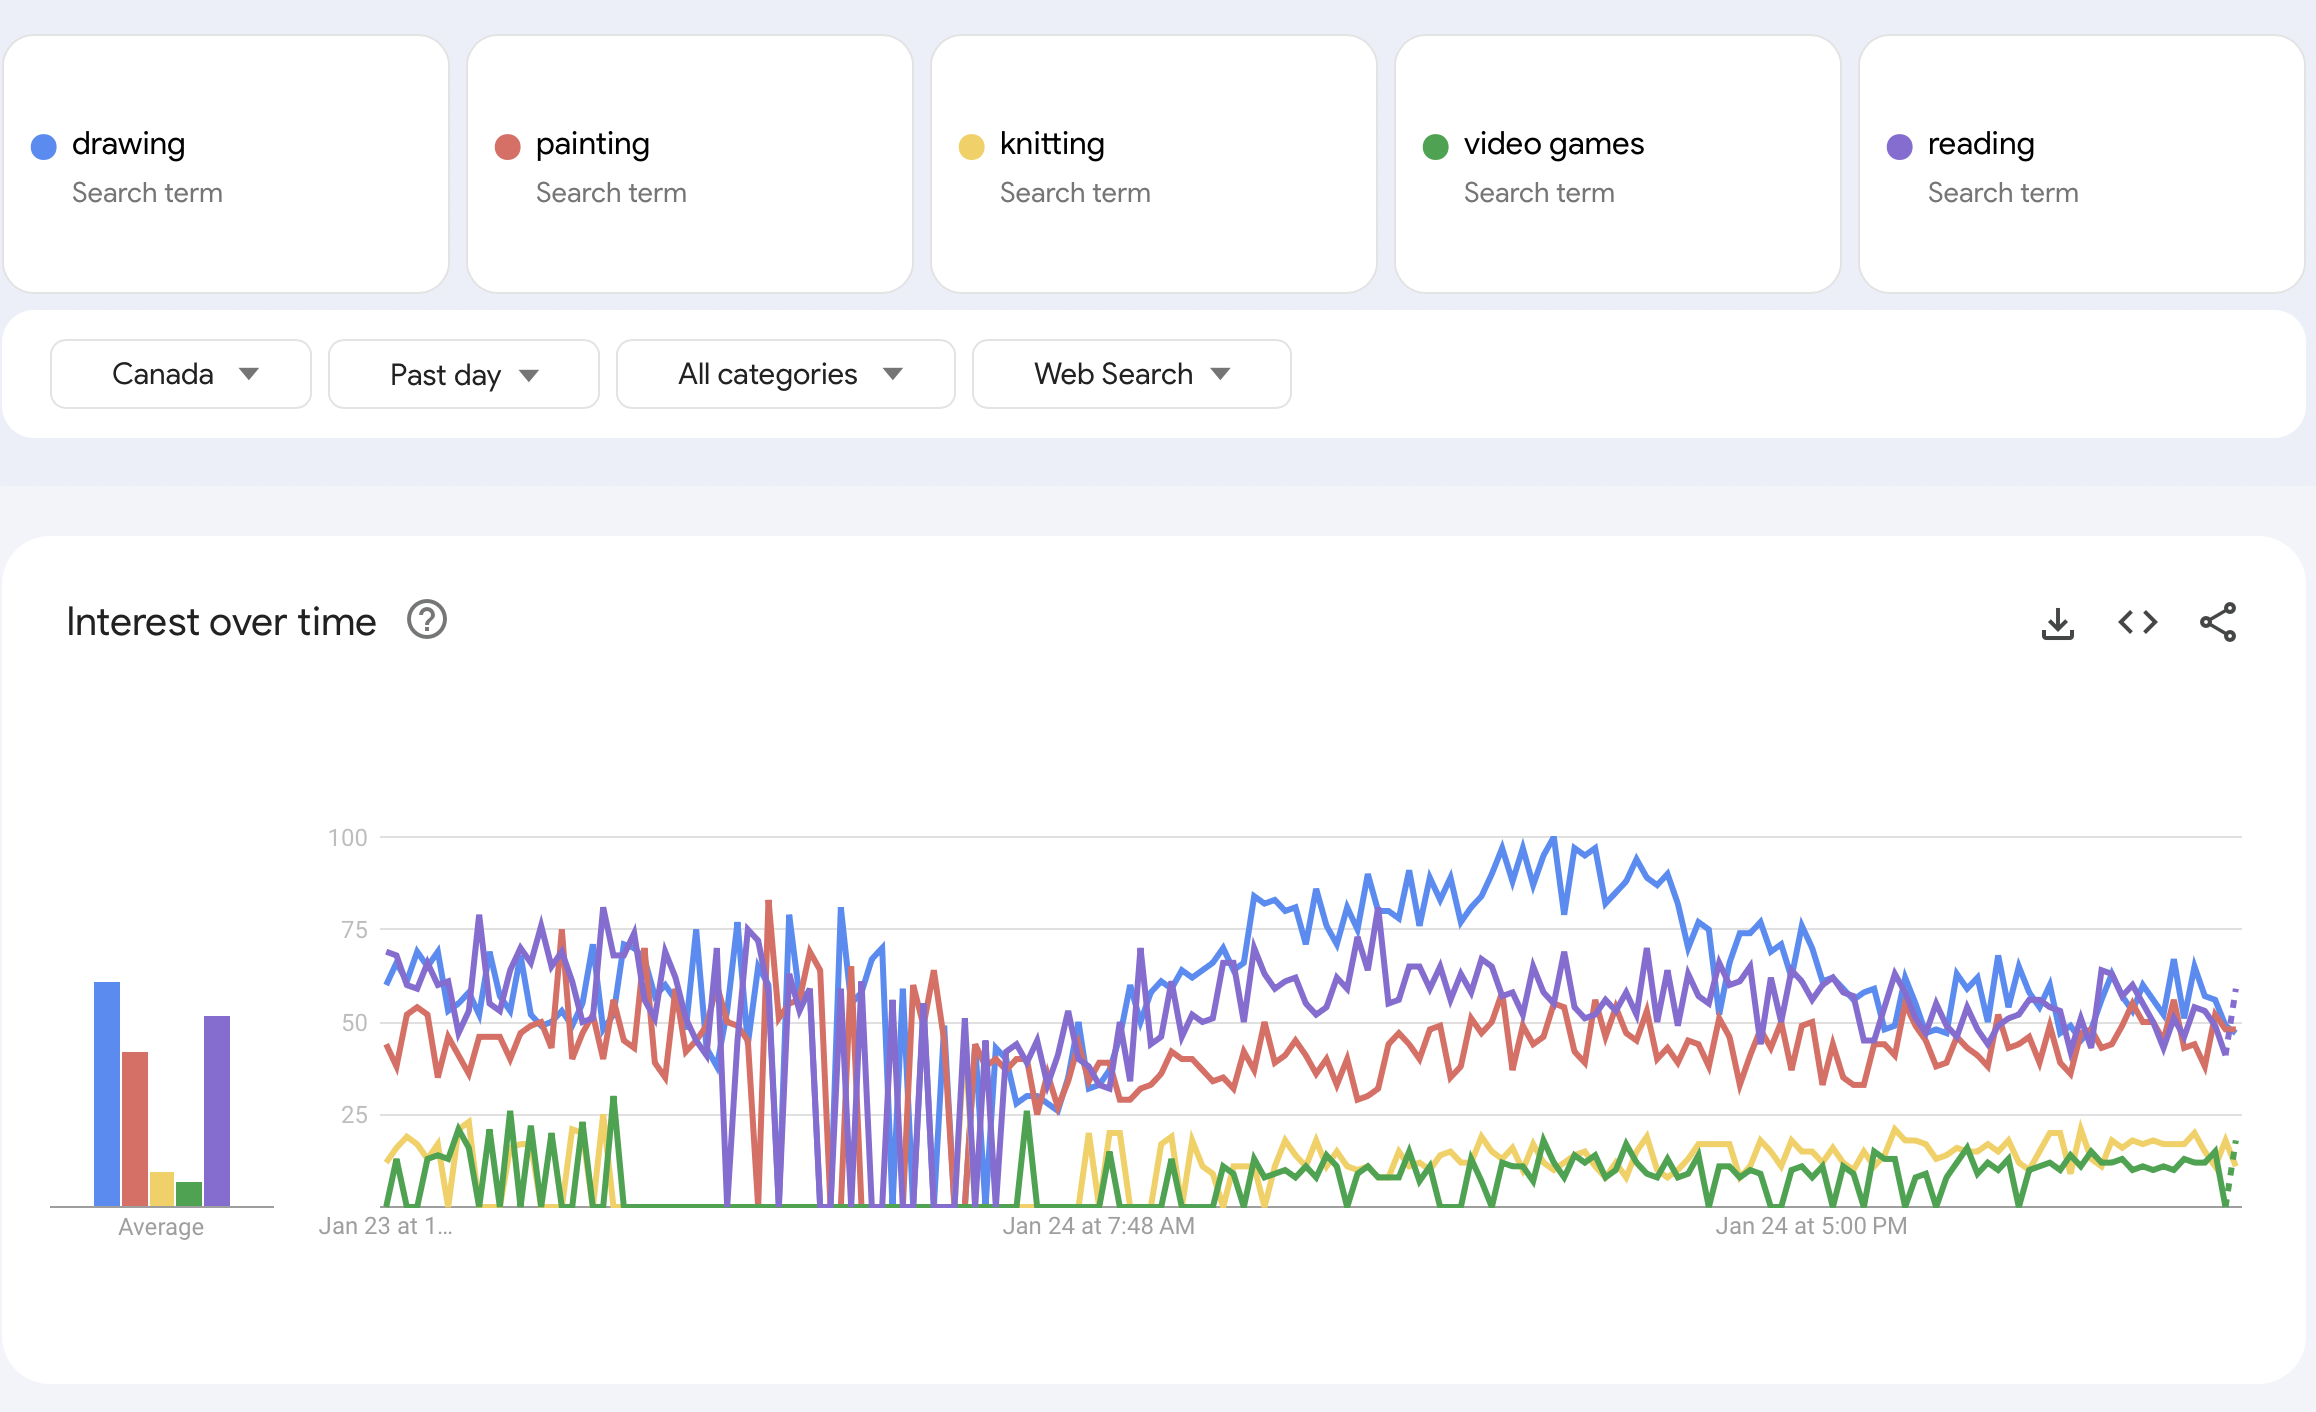 drawing
Search term
painting
Search term
knitting
Search term
video games
Search term
reading
Search term
Canada
Past day
All categories
Web Search
Interest over time
?
100
75
50
25
Average
Jan 23 at 1...
Jan 24 at 7:48 AM
Jan 24 at 5:00 PM